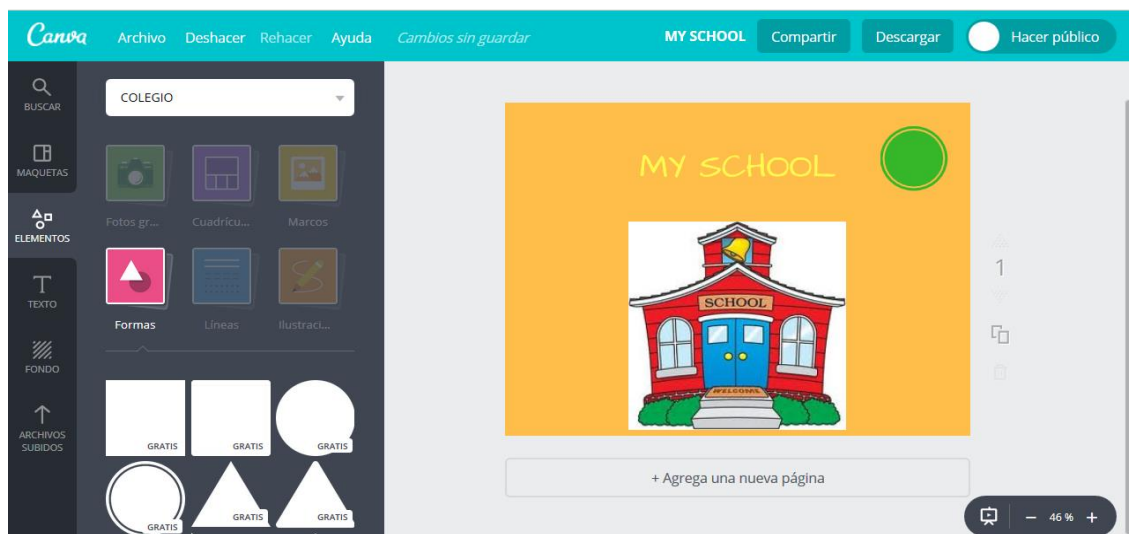 Canva Archivo Deshacer Rehacer Ayuda Cambios sin guardar MY SCHOOL Compartir Descargar Hacer público
BUSCAR
MAQUETAS
ELEMENTOS
TEXTO
FONDO
ARCHIVOS
SUBIDOS
COLEGIO
Fotos gr... Cuadrícu... Marcos
Formas Líneas Ilustraci...
GRATIS GRATIS GRATIS
GRATIS GRATIS GRATIS
MY SCHOOL
SCHOOL
WELCOME
1
+ Agrega una nueva página
– 46 % +